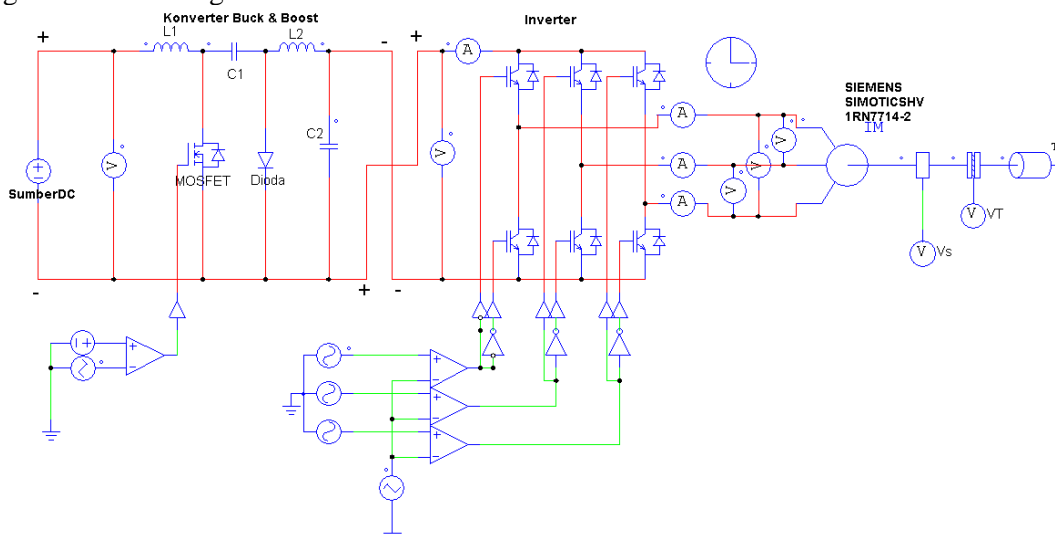 Konverter Buck & Boost
Inverter
+
L1
L2
-
+
A
C1
C2
V
V
MOSFET
Dioda
SumberDC
-
+
-
SIEMENS
SIMOTICSHV
1RN7714-2
IM
A
A
A
V
V
V
T
V
VT
V
Vs